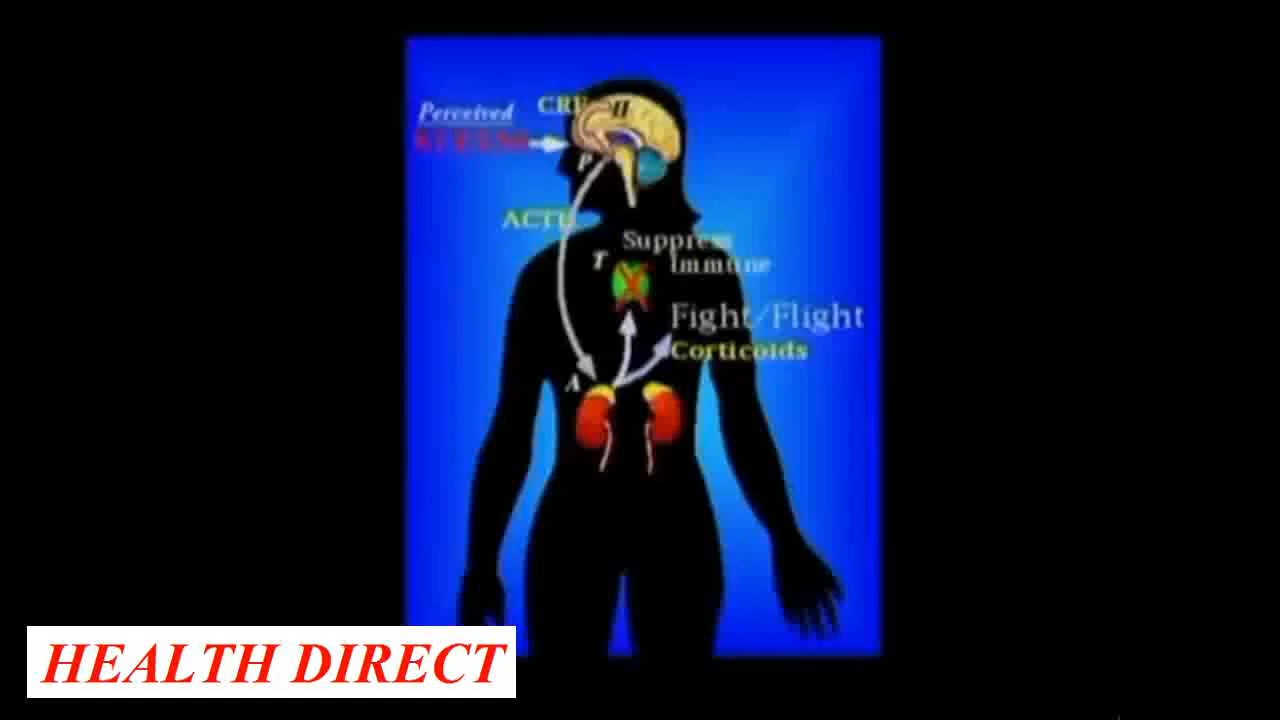 Perceived
CRF
H
P
ACTH
T
Suppress
Immune
Fight/Flight
Corticoids
A
HEALTH DIRECT